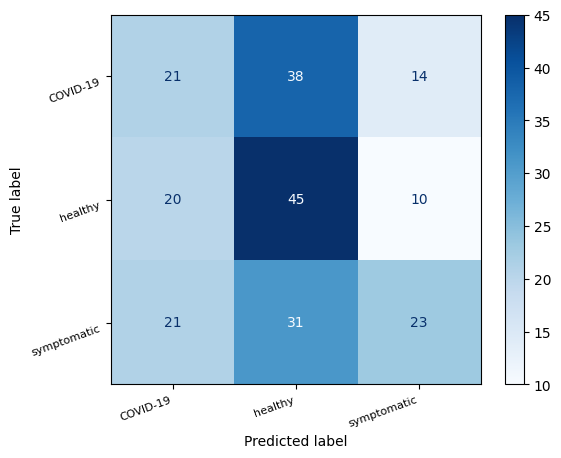 COVID-19 21 38 14
healthy 20 45 10
symptomatic 21 31 23
True label
COVID-19 healthy symptomatic
Predicted label
45
40
35
30
25
20
15
10